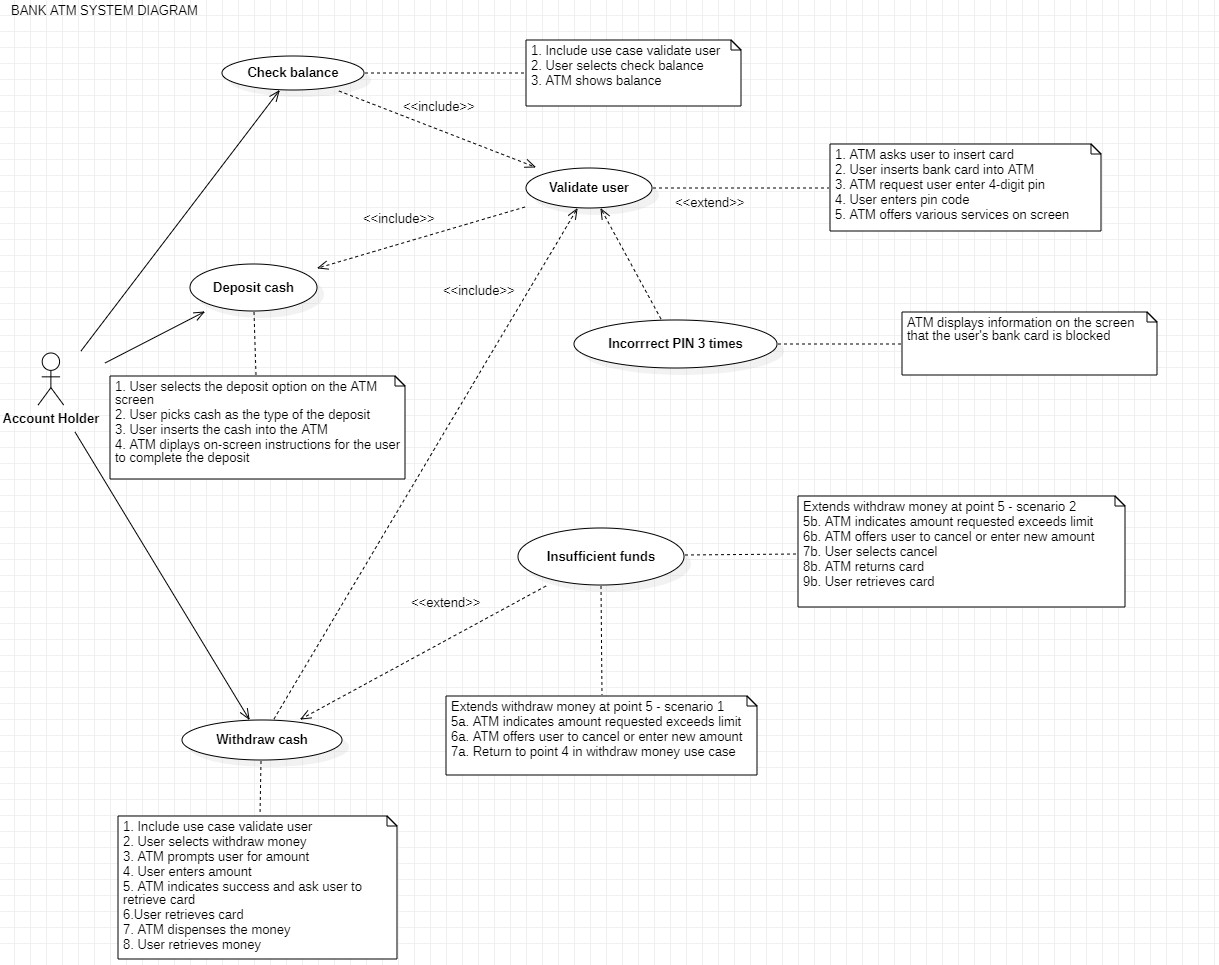 BANK ATM SYSTEM DIAGRAM
Check balance
1. Include use case validate user
2. User selects check balance
3. ATM shows balance
<<include>>
Validate user
<<extend>>
1. ATM asks user to insert card
2. User inserts bank card into ATM
3. ATM request user enter 4-digit pin
4. User enters pin code
5. ATM offers various services on screen
<<include>>
Deposit cash
<<include>>
Incorrrect PIN 3 times
ATM displays information on the screen
that the user's bank card is blocked
Account Holder
1. User selects the deposit option on the ATM
screen
2. User picks cash as the type of the deposit
3. User inserts the cash into the ATM
4. ATM diplays on-screen instructions for the user
to complete the deposit
Insufficient funds
Extends withdraw money at point 5 - scenario 2
5b. ATM indicates amount requested exceeds limit
6b. ATM offers user to cancel or enter new amount
7b. User selects cancel
8b. ATM returns card
9b. User retrieves card
<<extend>>
Extends withdraw money at point 5 - scenario 1
5a. ATM indicates amount requested exceeds limit
6a. ATM offers user to cancel or enter new amount
7a. Return to point 4 in withdraw money use case
Withdraw cash
1. Include use case validate user
2. User selects withdraw money
3. ATM prompts user for amount
4. User enters amount
5. ATM indicates success and ask user to
retrieve card
6.User retrieves card
7. ATM dispenses the money
8. User retrieves money